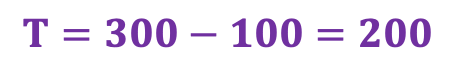 T = 300 − 100 = 200